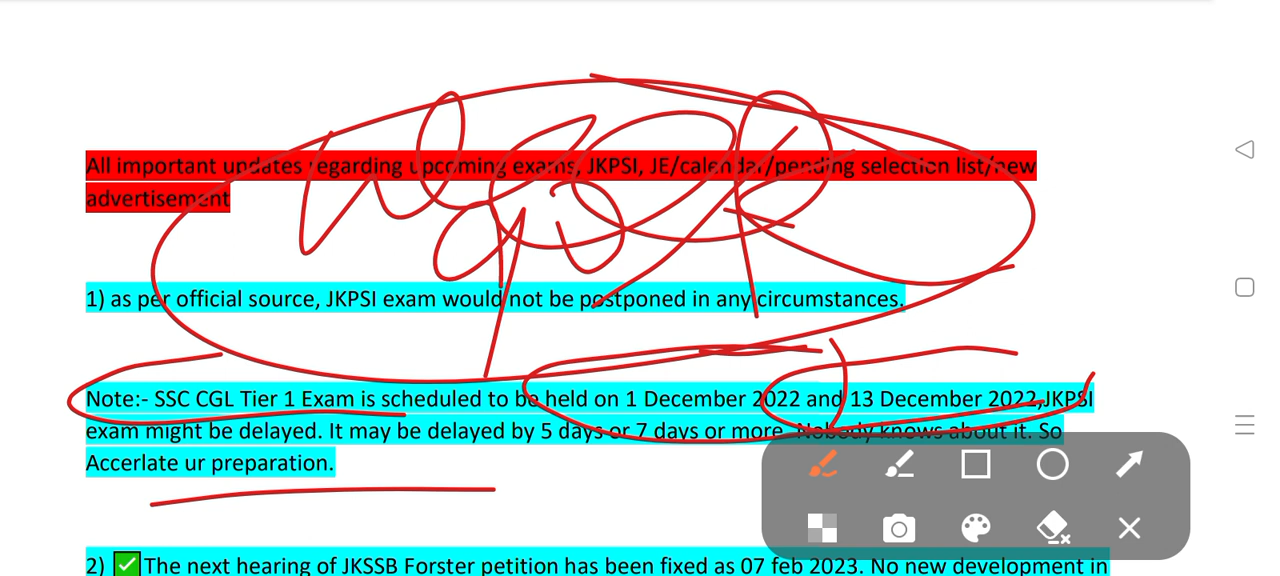 All important updates regarding upcoming exams, JKPSI, JE/calendar/pending selection list/new
advertisement
1) as per official source, JKPSI exam would not be postponed in any circumstances.
Note:- SSC CGL Tier 1 Exam is scheduled to be held on 1 December 2022 and 13 December 2022,JKPSI
exam might be delayed. It may be delayed by 5 days or 7 days or more. Nobody knows about it. So
Accerlate ur preparation.
2) ✅ The next hearing of JKSSB Forster petition has been fixed as 07 feb 2023. No new development in